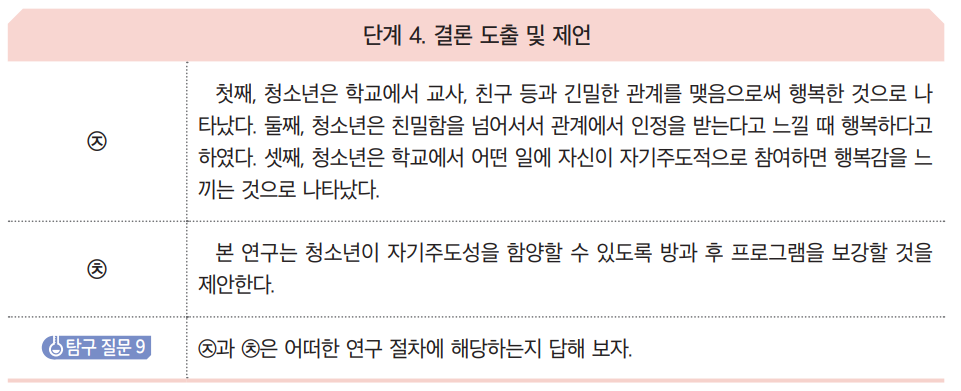 단계 4. 결론 도출 및 제언
㉨
첫째, 청소년은 학교에서 교사, 친구 등과 긴밀한 관계를 맺음으로써 행복한 것으로 나
타났다. 둘째, 청소년은 친밀함을 넘어서서 관계에서 인정을 받는다고 느낄 때 행복하다고
하였다. 셋째, 청소년은 학교에서 어떤 일에 자신이 자기주도적으로 참여하면 행복감을 느
끼는 것으로 나타났다.
㉩
본 연구는 청소년이 자기주도성을 함양할 수 있도록 방과 후 프로그램을 보강할 것을
제안한다.
탐구 질문 9
㉨과 ㉩은 어떠한 연구 절차에 해당하는지 답해 보자.